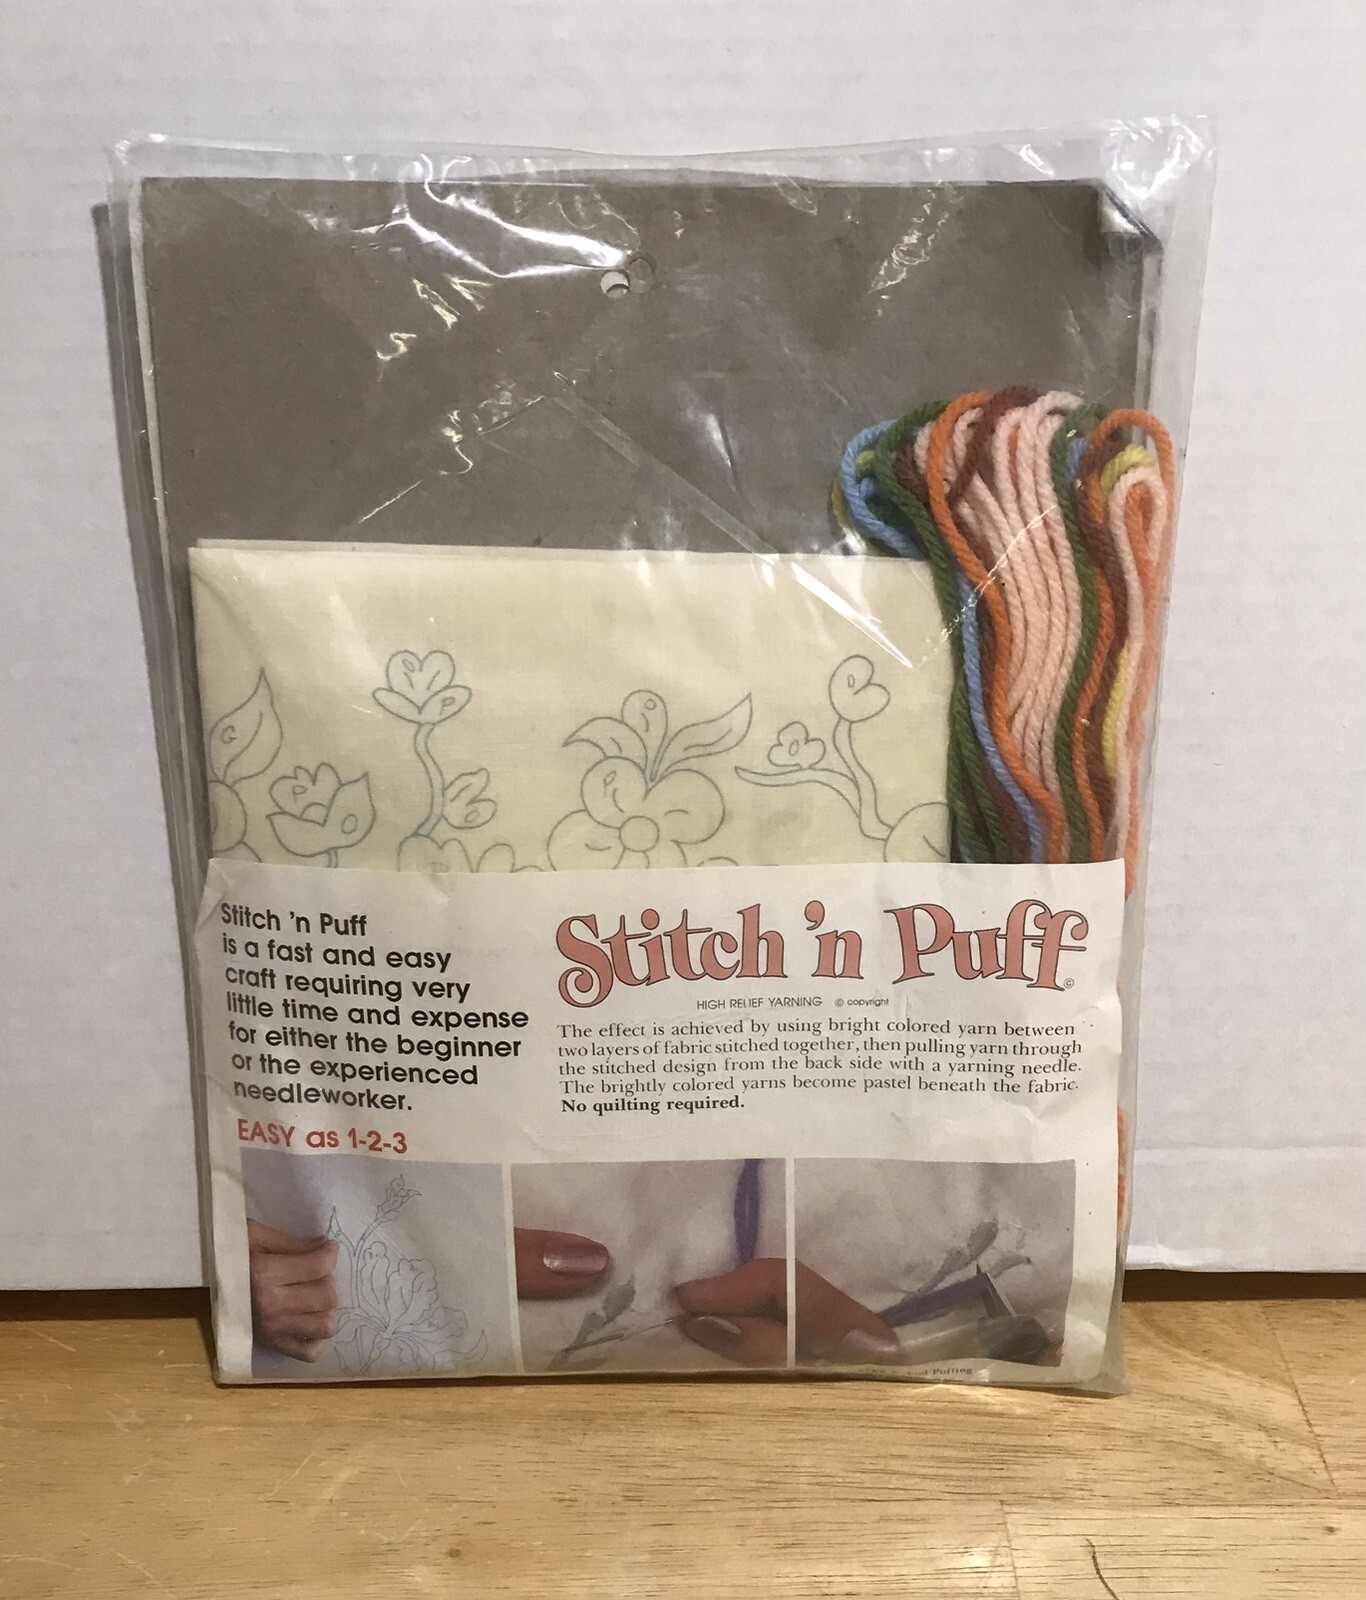 Stitch 'n Puff
is a fast and easy
craft requiring very
little time and expense
for either the beginner
or the experienced
needleworker.
EASY as 1-2-3
Stitch 'n Puff ©
HIGH RELIEF YARNING © copyright
The effect is achieved by using bright colored yarn between
two layers of fabric stitched together, then pulling yarn through
the stitched design from the back side with a yarning needle.
The brightly colored yarns become pastel beneath the fabric.
No quilting required.
Puffing